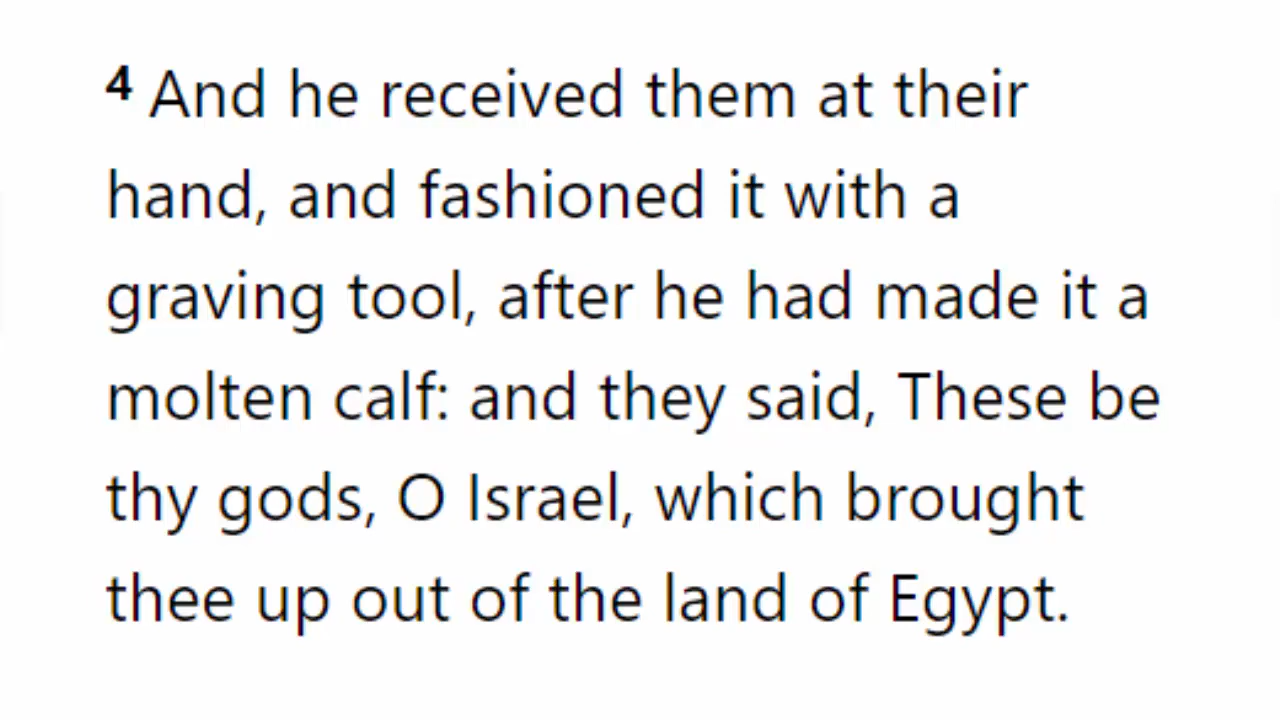 4 And he received them at their
hand, and fashioned it with a
graving tool, after he had made it a
molten calf: and they said, These be
thy gods, O Israel, which brought
thee up out of the land of Egypt.